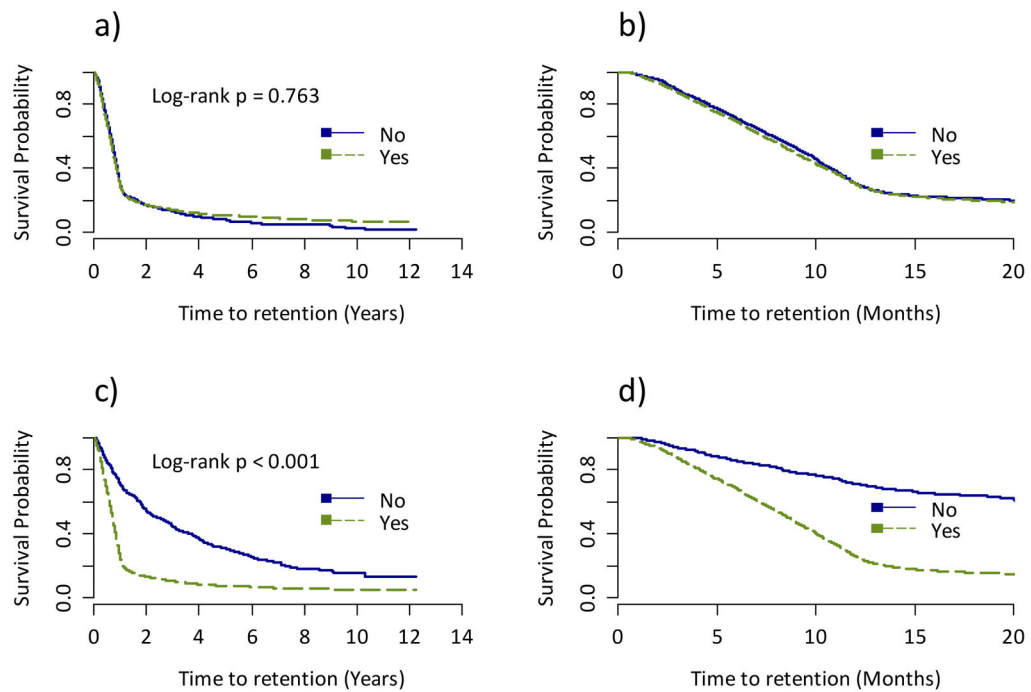 a)
Survival Probability
0.0 0.4 0.8
Log-rank p = 0.763
No
Yes
0 2 4 6 8 10 12 14
Time to retention (Years)
b)
Survival Probability
0.0 0.4 0.8
No
Yes
0 5 10 15 20
Time to retention (Months)
c)
Survival Probability
0.0 0.4 0.8
Log-rank p < 0.001
No
Yes
0 2 4 6 8 10 12 14
Time to retention (Years)
d)
Survival Probability
0.0 0.4 0.8
No
Yes
0 5 10 15 20
Time to retention (Months)